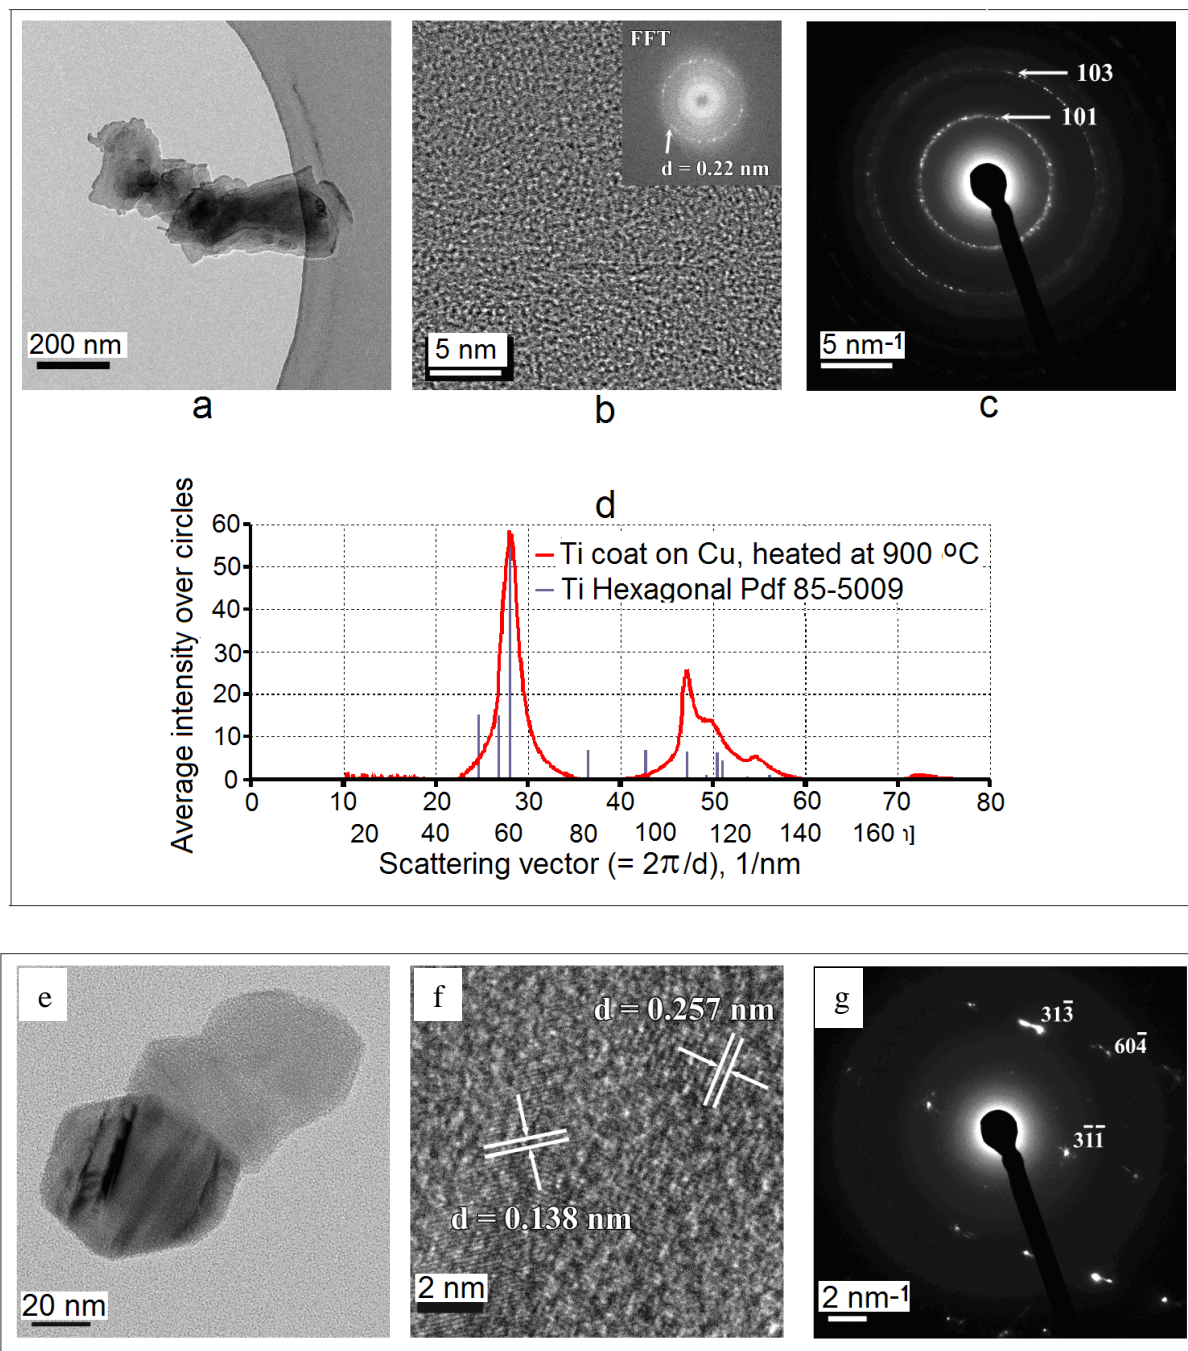 FFT
d = 0.22 nm
103
101
200 nm
5 nm
5 nm-1
a
b
c
d
Average intensity over circles
60
50
40
30
20
10
0
Ti coat on Cu, heated at 900 ºC
Ti Hexagonal Pdf 85-5009
0 10 20 30 40 50 60 70 80
20 40 60 80 100 120 140 160 ı]
Scattering vector (= 2π/d), 1/nm
e
f
g
d = 0.257 nm
d = 0.138 nm
313̅
604̅
31̅1̅
20 nm
2 nm
2 nm-1